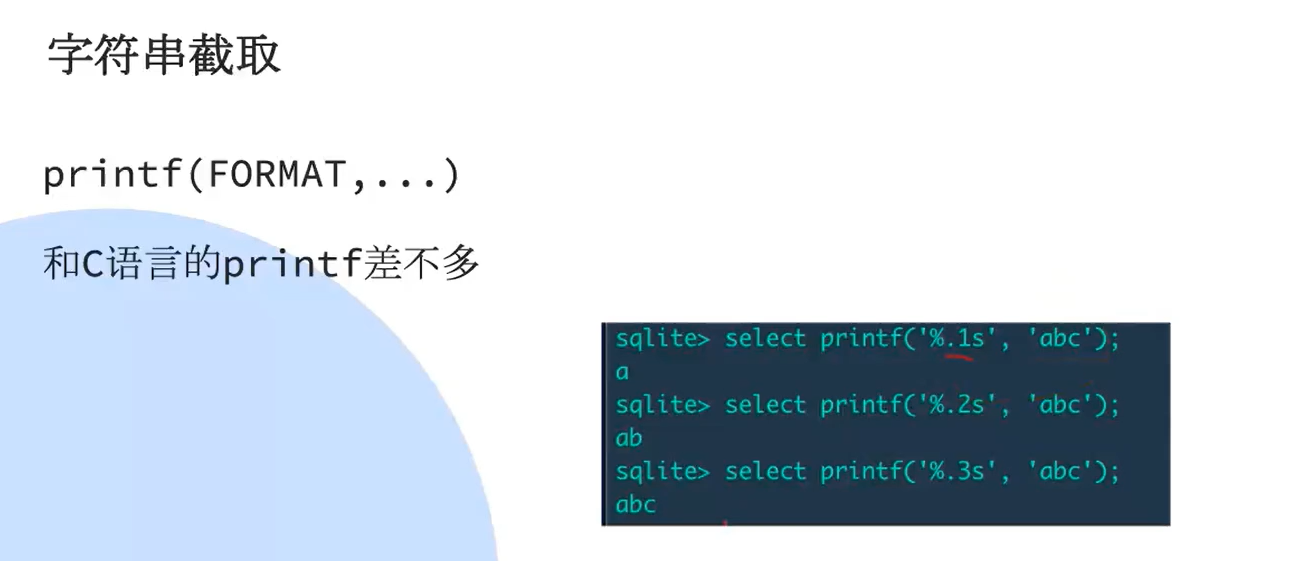 字符串截取
printf(FORMAT,...)
和C语言的printf差不多
sqlite> select printf('%.1s', 'abc');
a
sqlite> select printf('%.2s', 'abc');
ab
sqlite> select printf('%.3s', 'abc');
abc